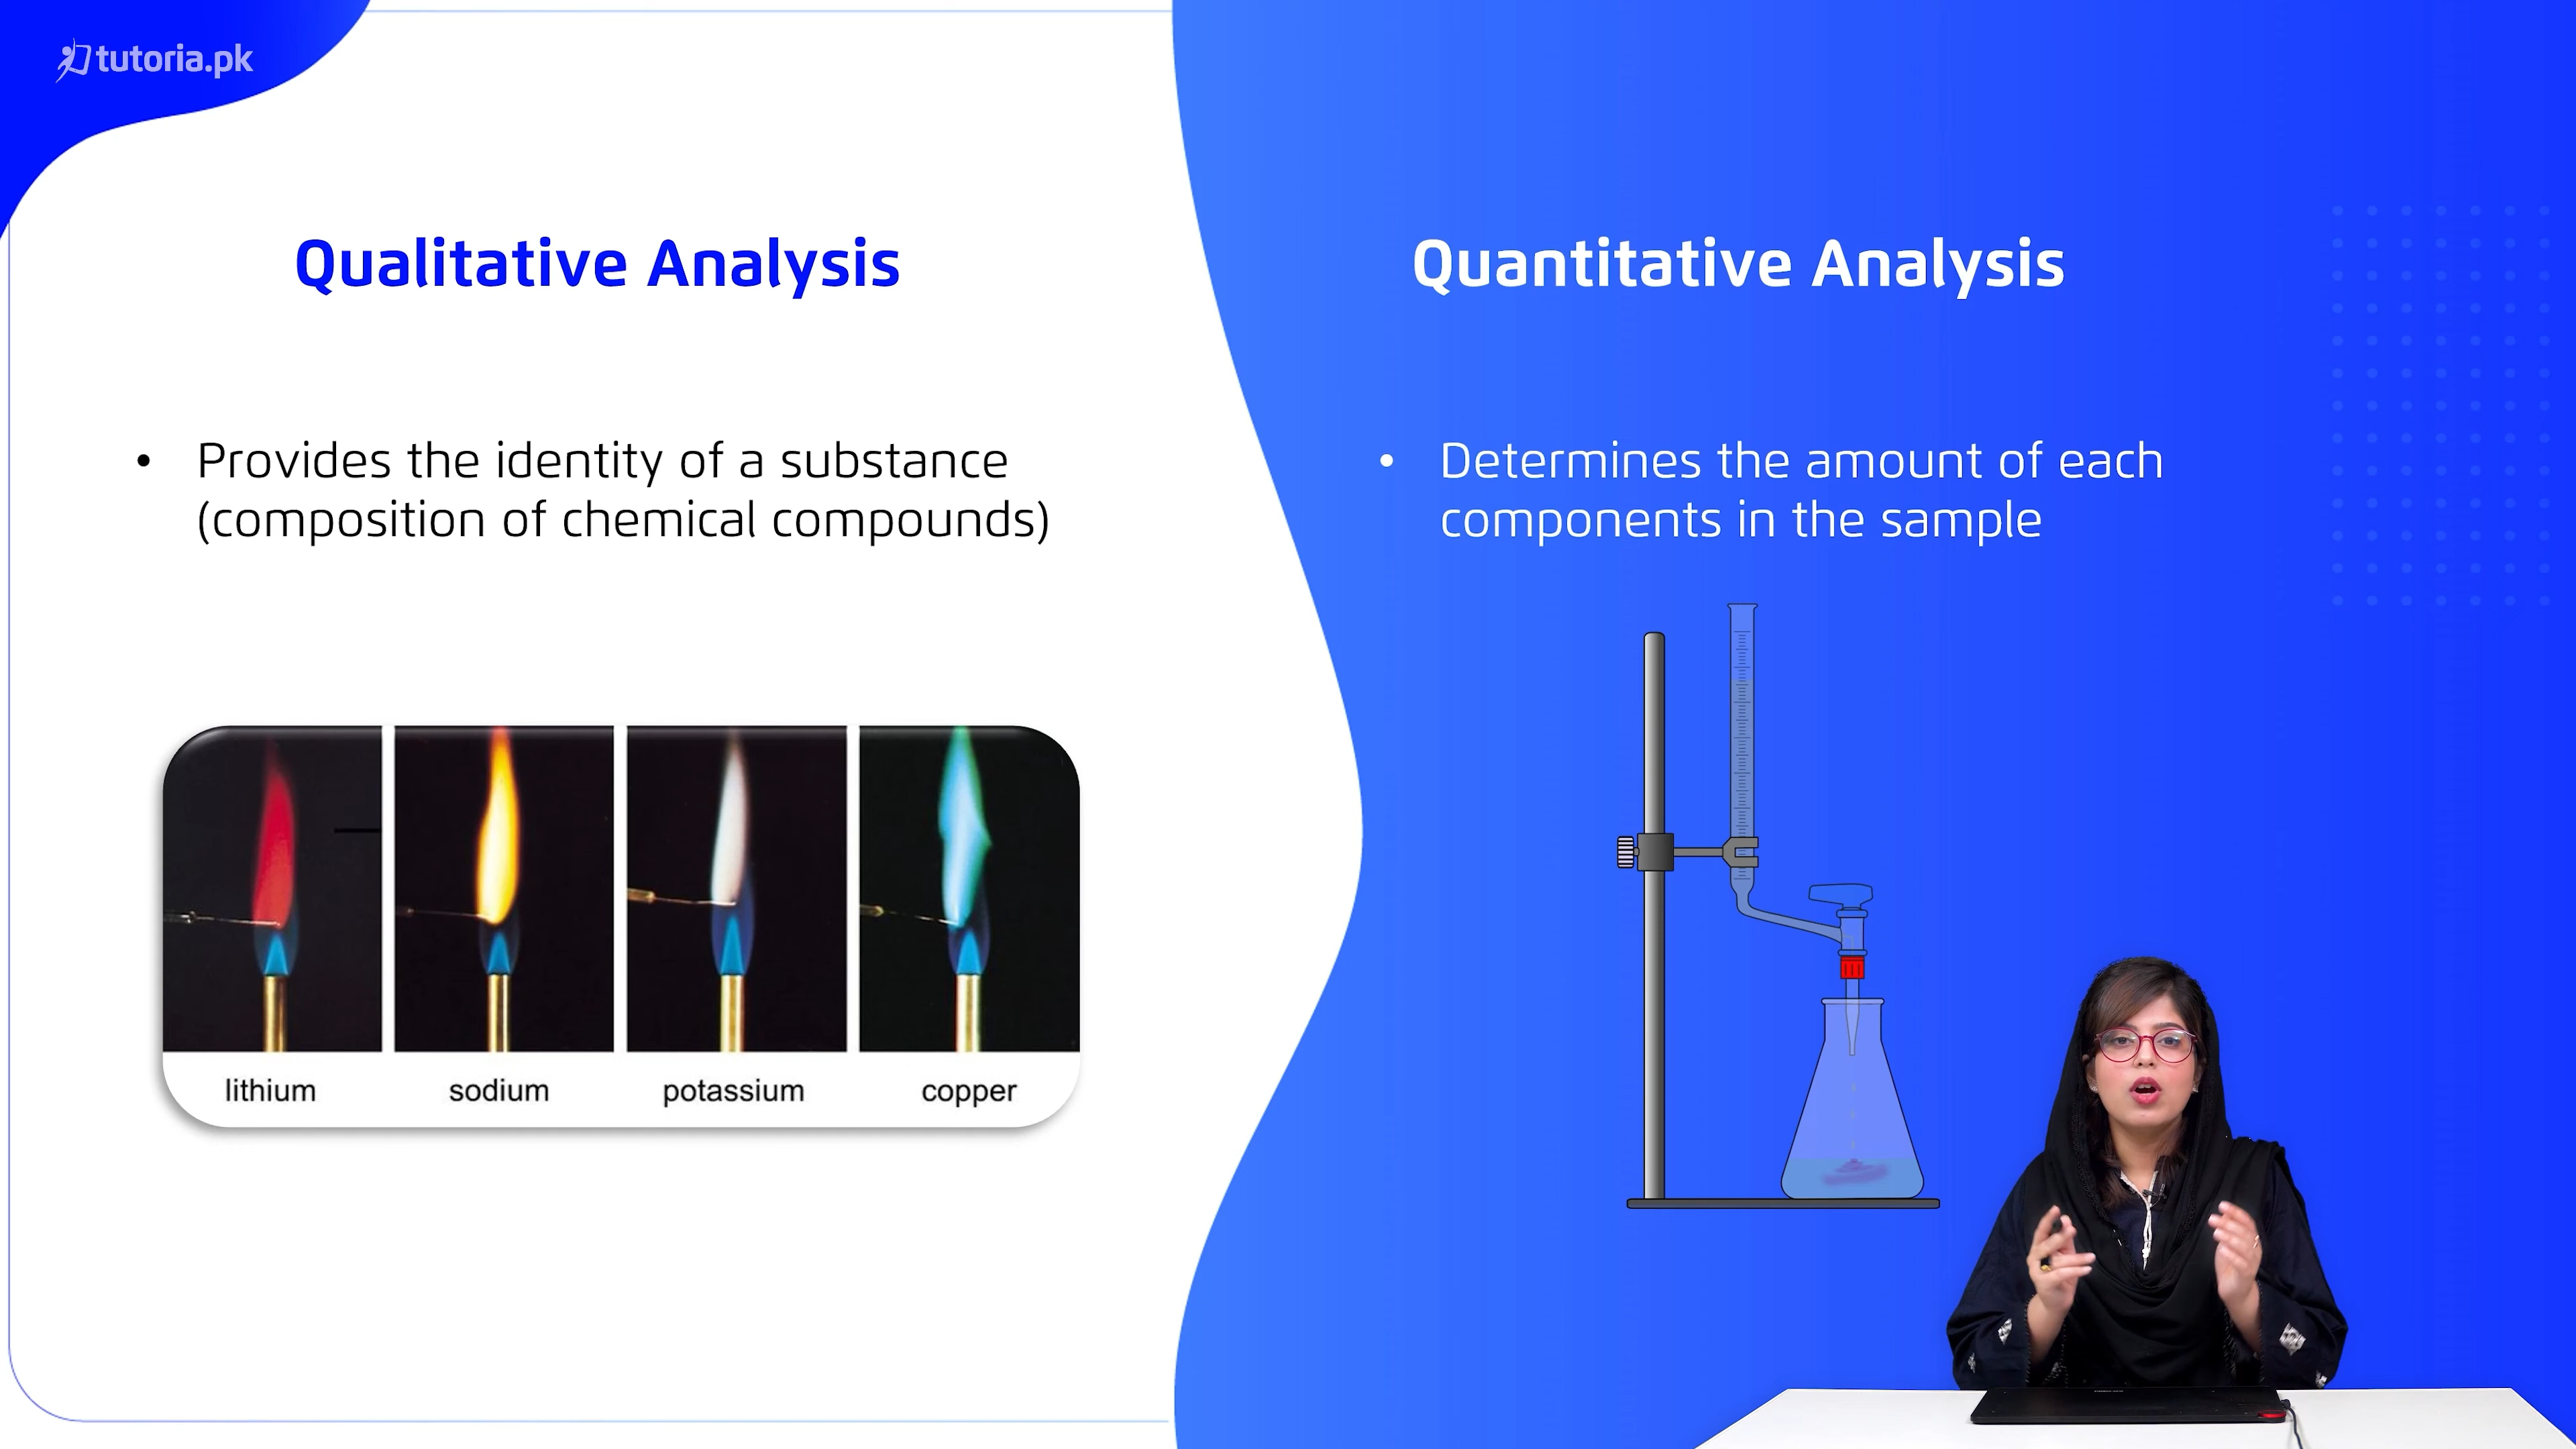 tutoria.pk
Qualitative Analysis
• Provides the identity of a substance
(composition of chemical compounds)
lithium
sodium
potassium
copper
Quantitative Analysis
• Determines the amount of each
components in the sample